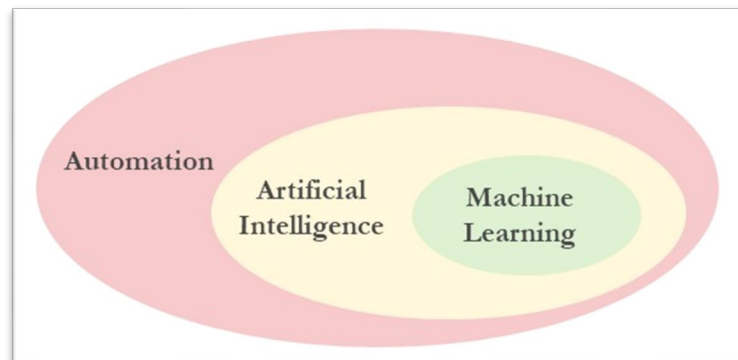 Automation
Artificial
Intelligence
Machine
Learning